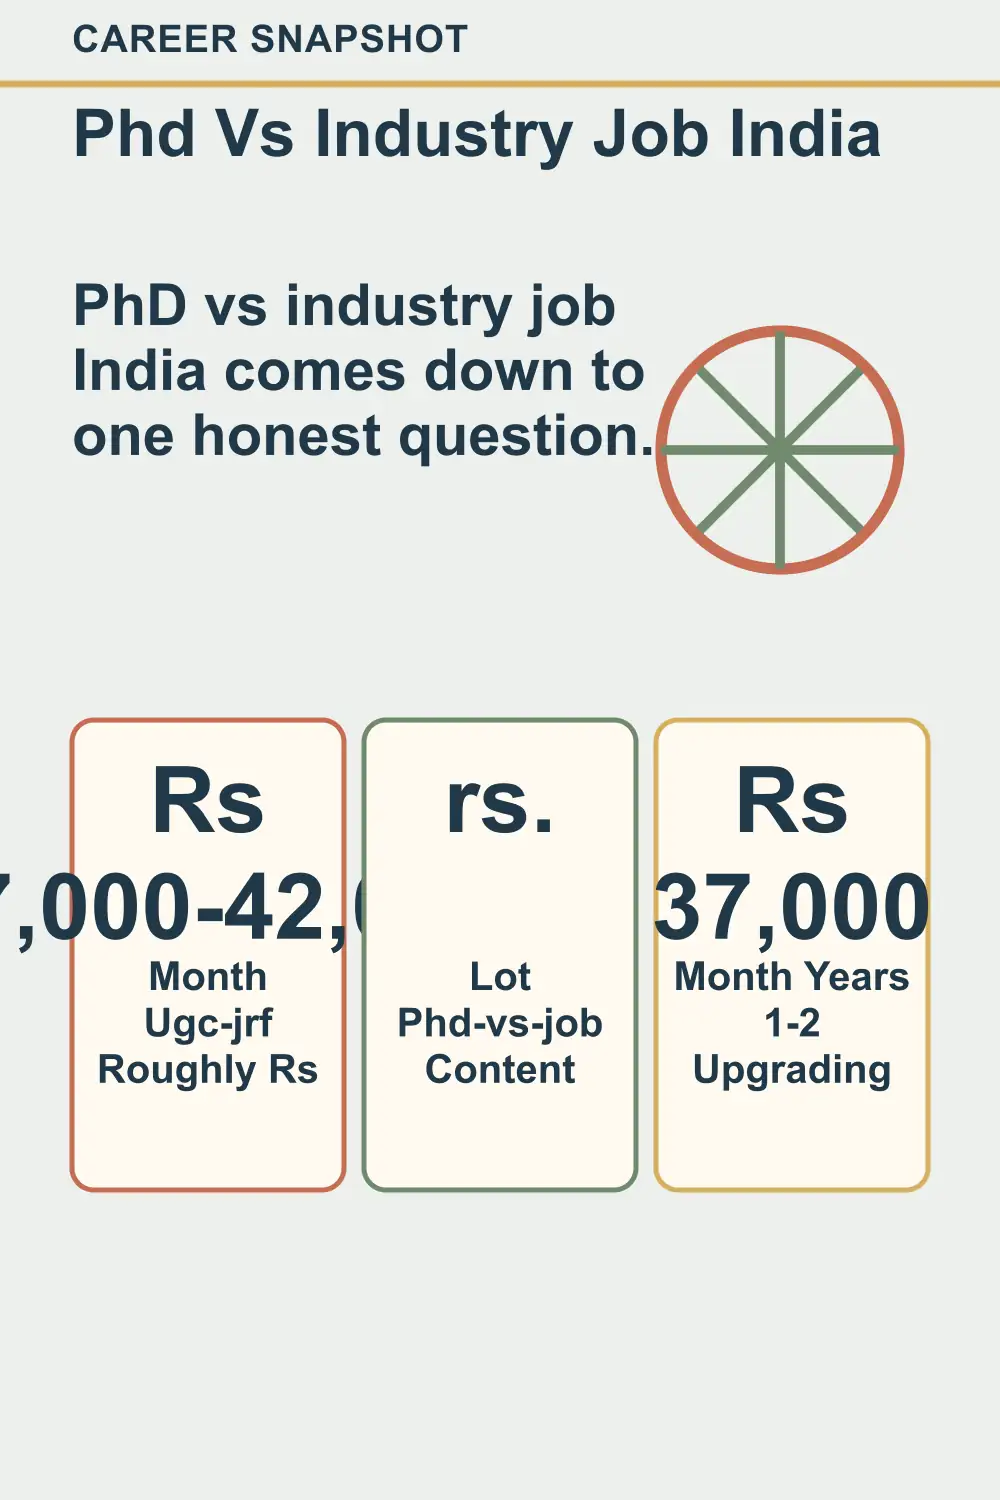 CAREER SNAPSHOT
Phd Vs Industry Job India
PhD vs industry job
India comes down to
one honest question.
Rs
,000-42,
Month
Ugc-jrf
Roughly Rs
rs.
Lot
Phd-vs-job
Content
Rs
37,000
Month Years
1-2
Upgrading